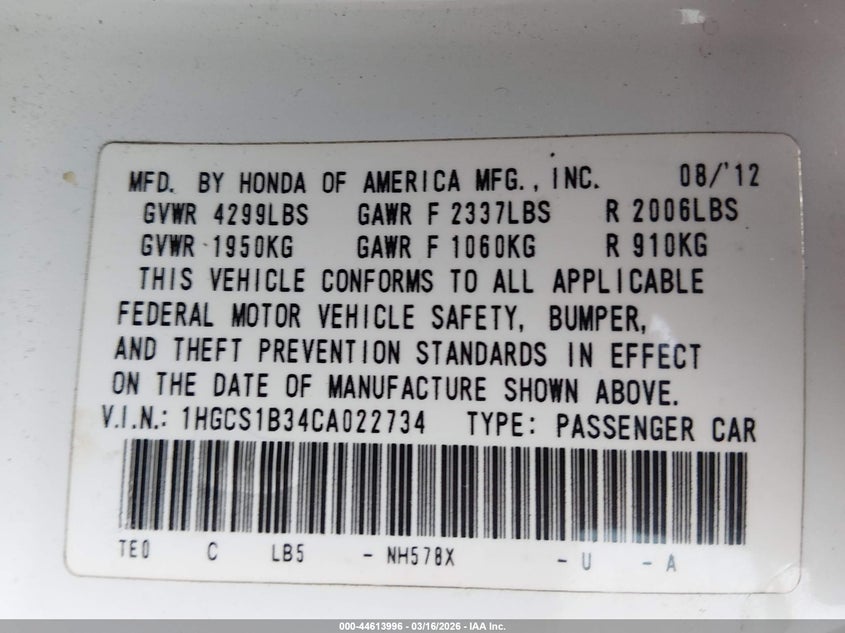 MFD. BY HONDA OF AMERICA MFG., INC. 08/'12
GVWR 4299LBS GAWR F 2337LBS R 2006LBS
GVWR 1950KG GAWR F 1060KG R 910KG
THIS VEHICLE CONFORMS TO ALL APPLICABLE
FEDERAL MOTOR VEHICLE SAFETY, BUMPER,
AND THEFT PREVENTION STANDARDS IN EFFECT
ON THE DATE OF MANUFACTURE SHOWN ABOVE.
V.I.N.: 1HGCS1B34CA022734 TYPE: PASSENGER CAR
TE0 C LB5 - NH578X - U - A
000-44613996 - 03/16/2026 - IAA Inc.